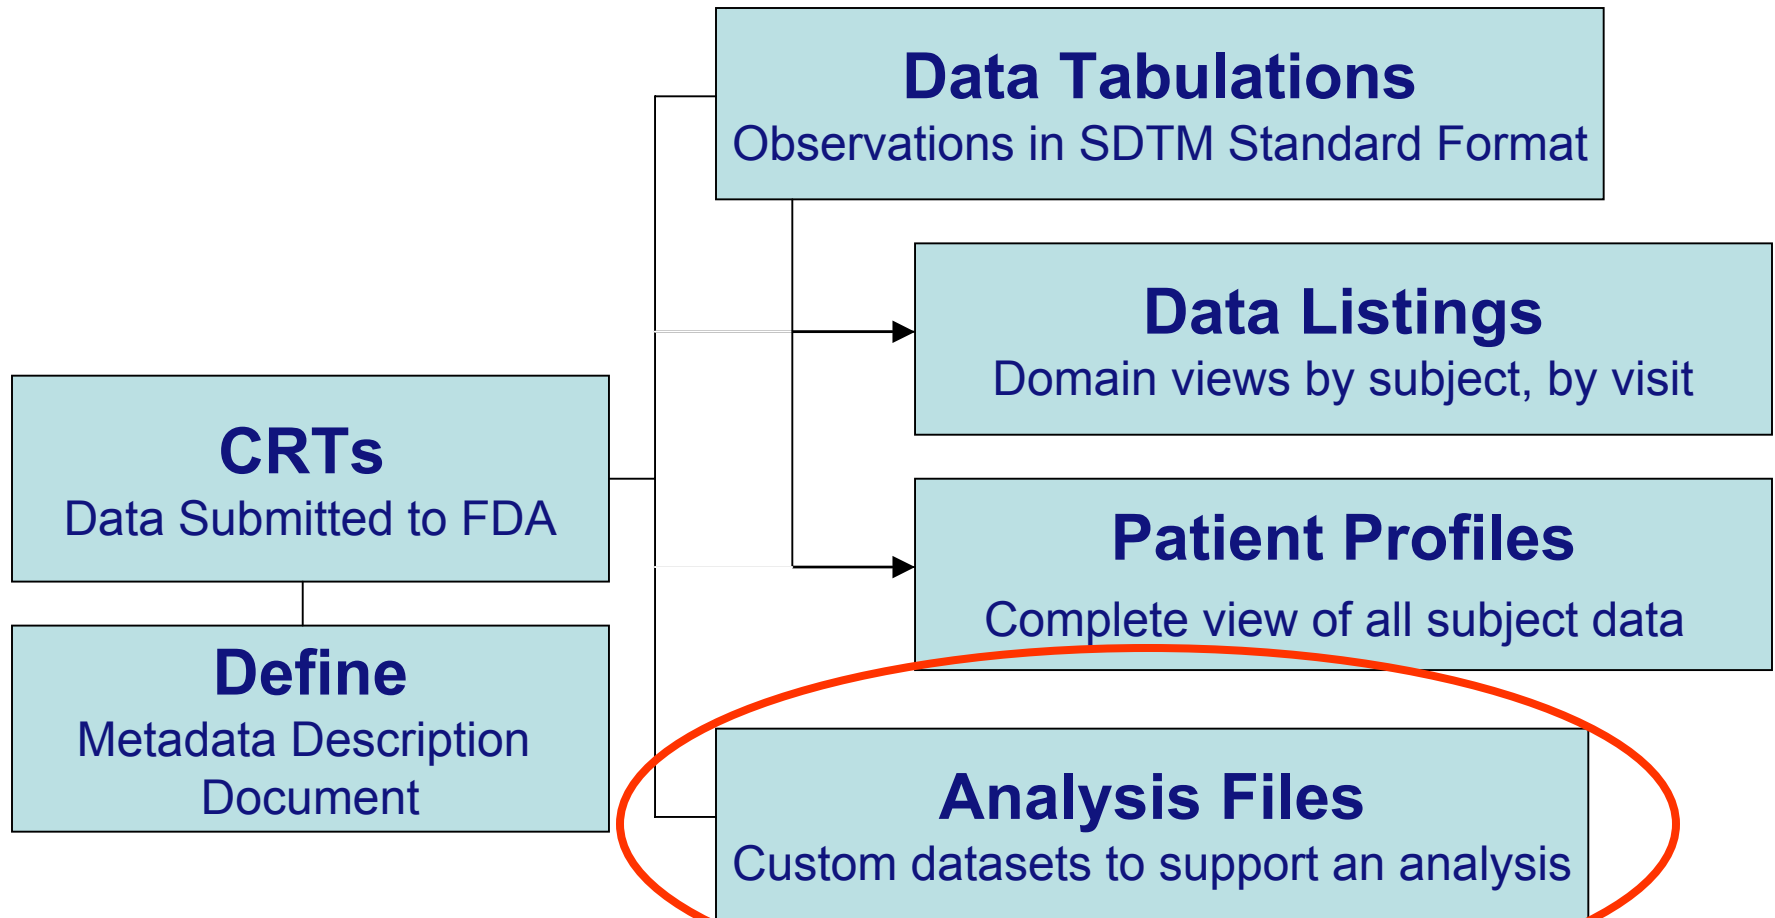 Data Tabulations
Observations in SDTM Standard Format
Data Listings
Domain views by subject, by visit
CRTs
Data Submitted to FDA
Patient Profiles
Complete view of all subject data
Define
Metadata Description
Document
Analysis Files
Custom datasets to support an analysis